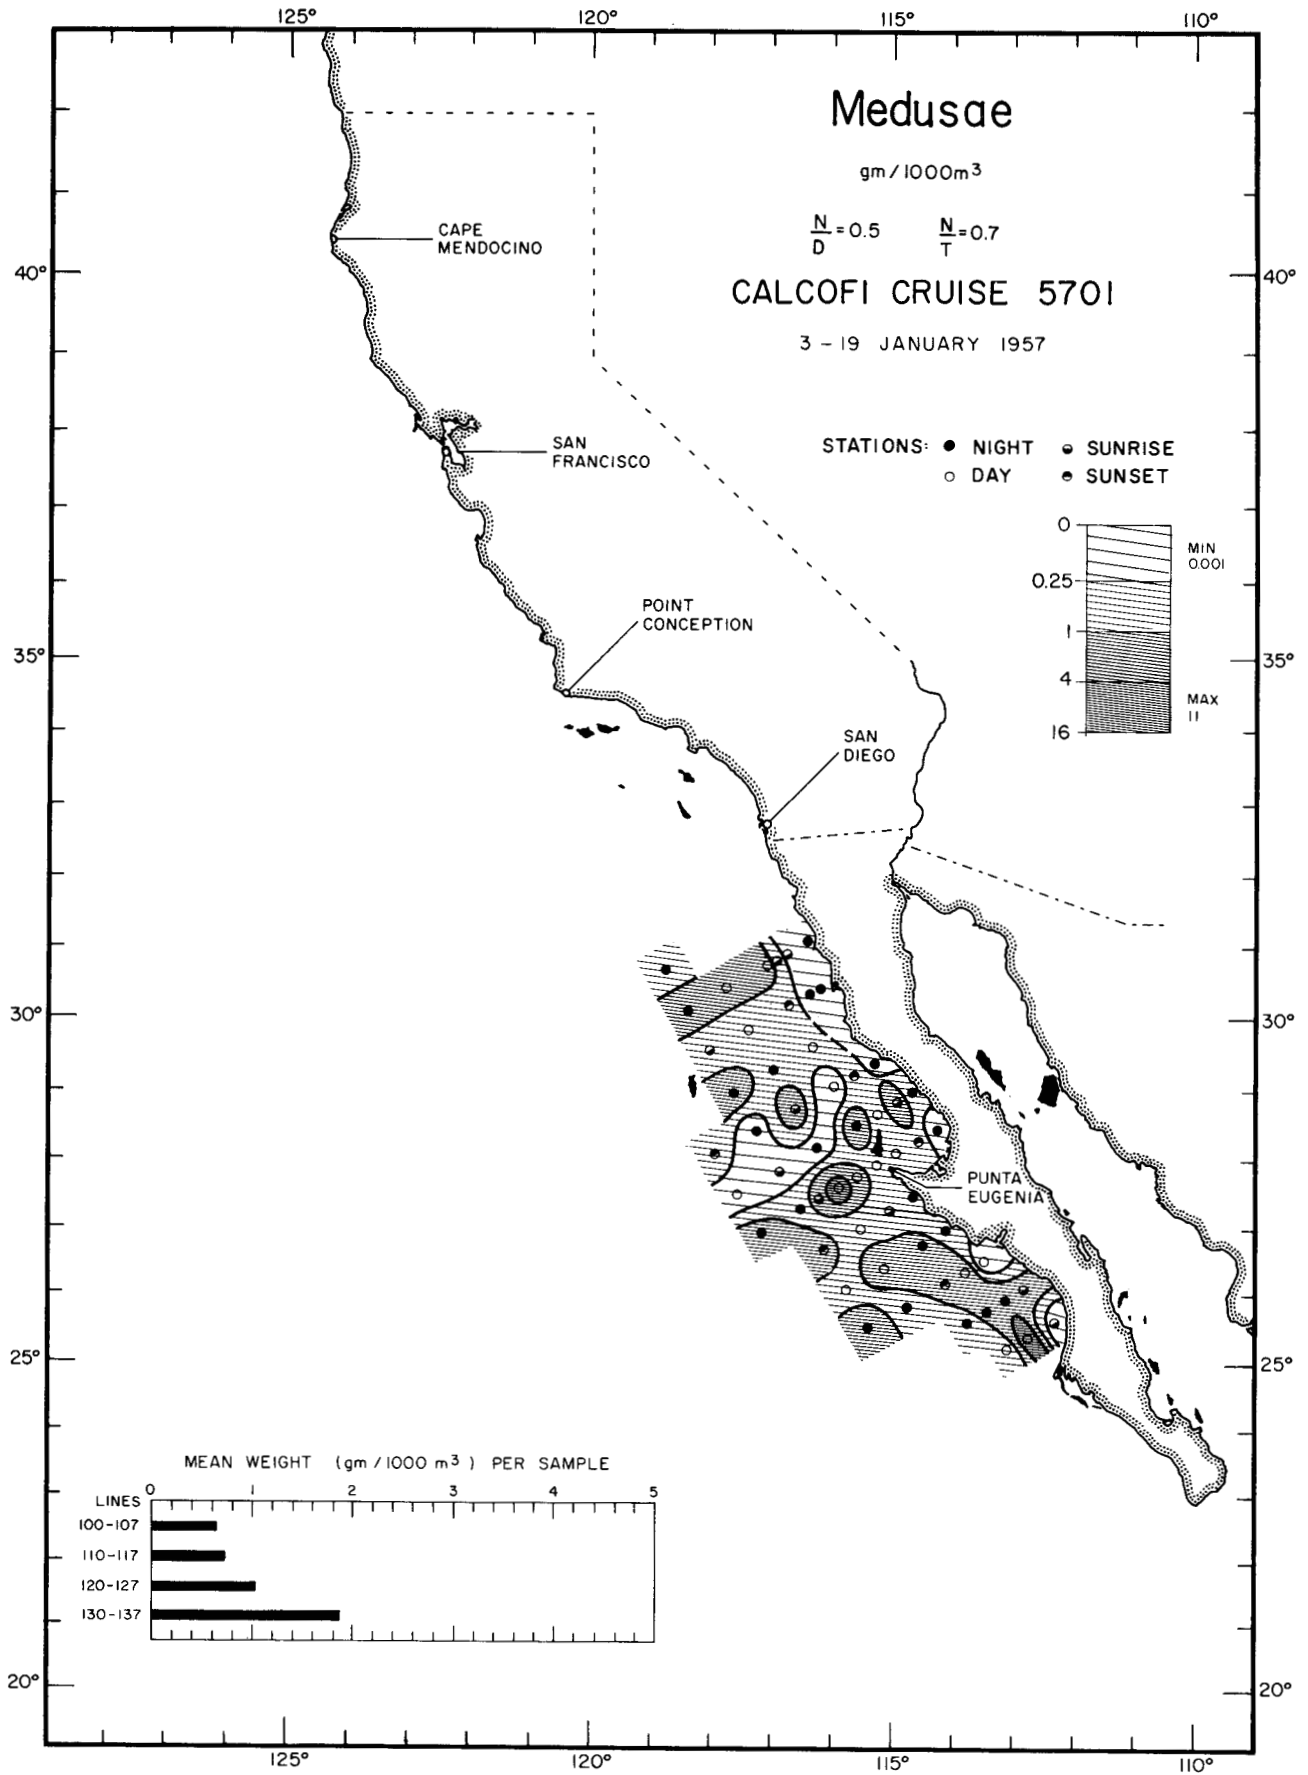 125° 120° 115° 110°
Medusae
gm/1000m³
N/D = 0.5 N/T = 0.7
CALCOFI CRUISE 5701
3 – 19 JANUARY 1957
CAPE
MENDOCINO
40° 40°
SAN
FRANCISCO
STATIONS: NIGHT SUNRISE
DAY SUNSET
0
MIN
0.001
0.25
1
4
MAX
11
16
POINT
CONCEPTION
35° 35°
SAN
DIEGO
30° 30°
PUNTA
EUGENIA
25° 25°
MEAN WEIGHT (gm/1000 m³) PER SAMPLE
0 1 2 3 4 5
LINES
100–107
110–117
120–127
130–137
20° 20°
125° 120° 115° 110°